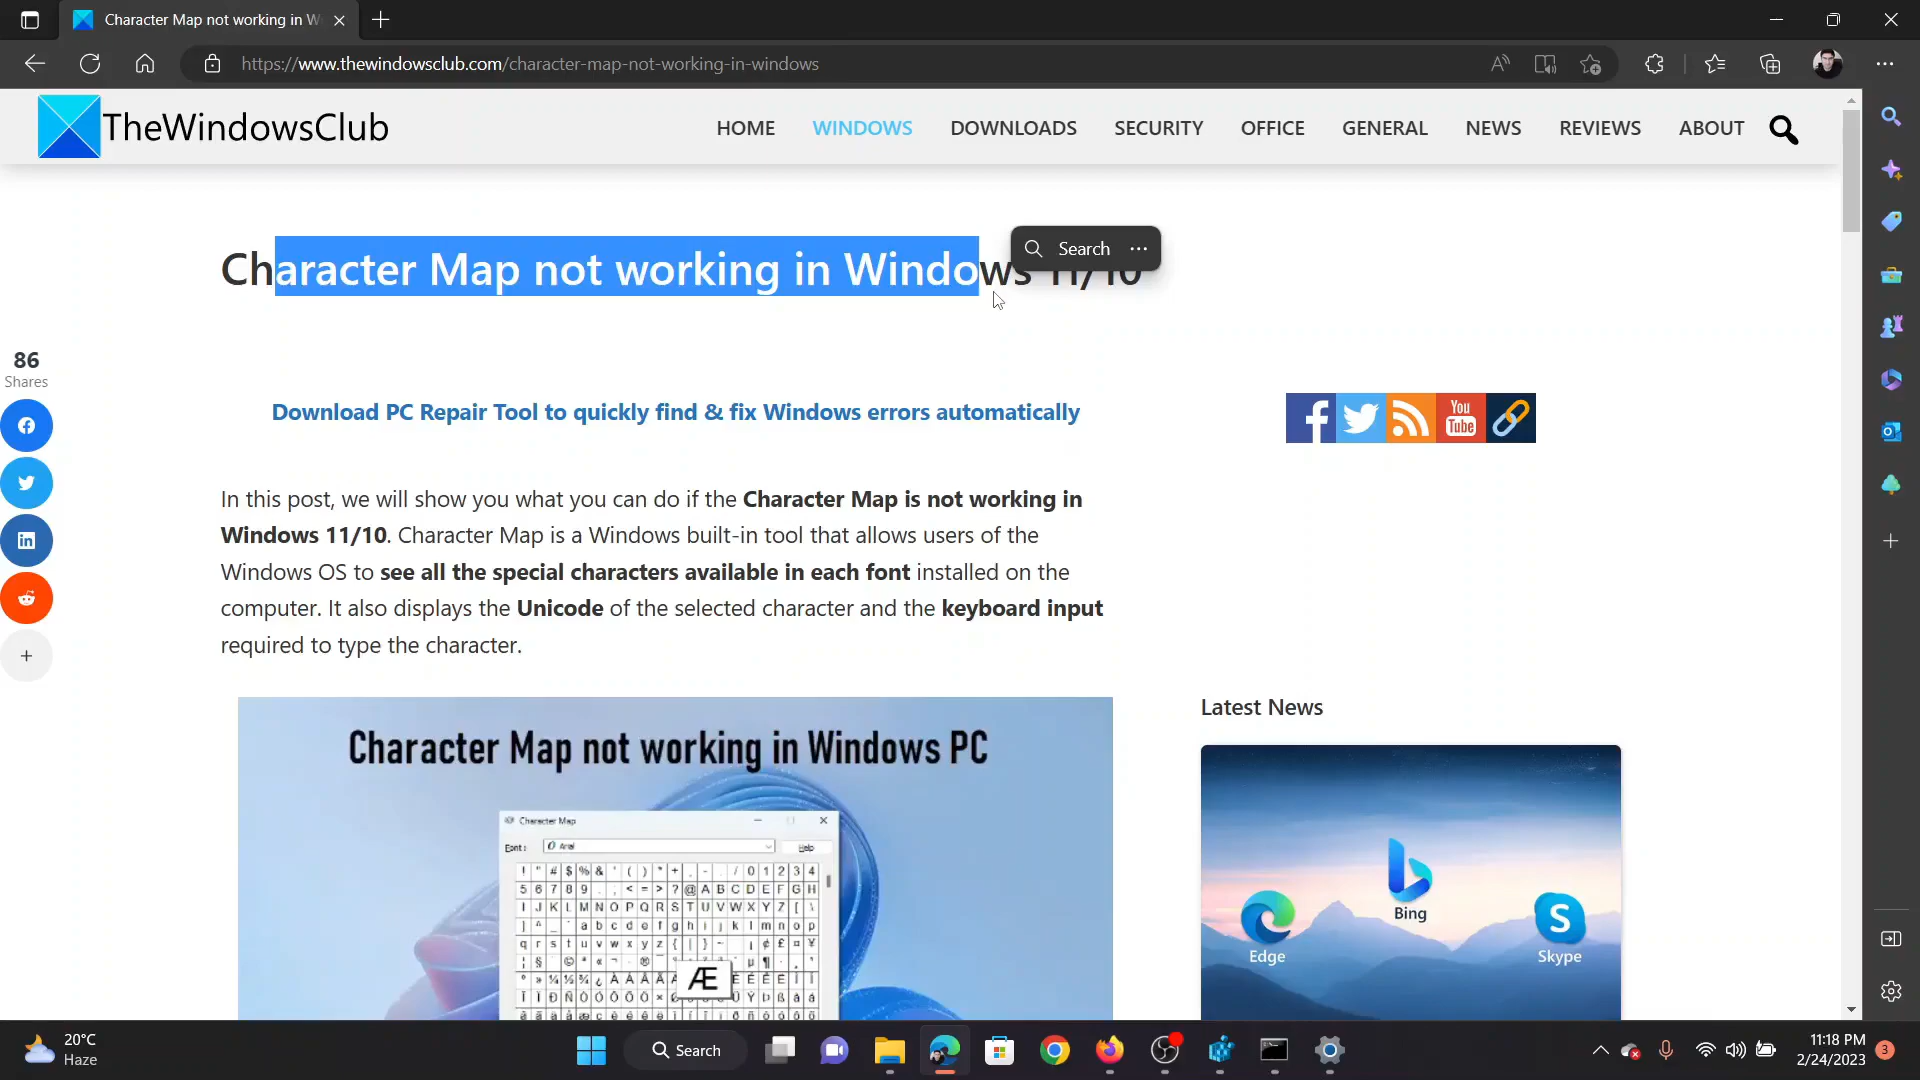 Character Map not working in W
https://www.thewindowsclub.com/character-map-not-working-in-windows
TheWindowsClub
HOME
WINDOWS
DOWNLOADS
SECURITY
OFFICE
GENERAL
NEWS
REVIEWS
ABOUT
Search
Character Map not working in Windows 11/10
86
Shares
Download PC Repair Tool to quickly find & fix Windows errors automatically
You
Tube
In this post, we will show you what you can do if the Character Map is not working in
Windows 11/10. Character Map is a Windows built-in tool that allows users of the
Windows OS to see all the special characters available in each font installed on the
computer. It also displays the Unicode of the selected character and the keyboard input
required to type the character.
Latest News
Character Map not working in Windows PC
Character Map
Font :
Arial
Help
Æ
Bing
Edge
Skype
20°C
Haze
Search
11:18 PM
2/24/2023
3